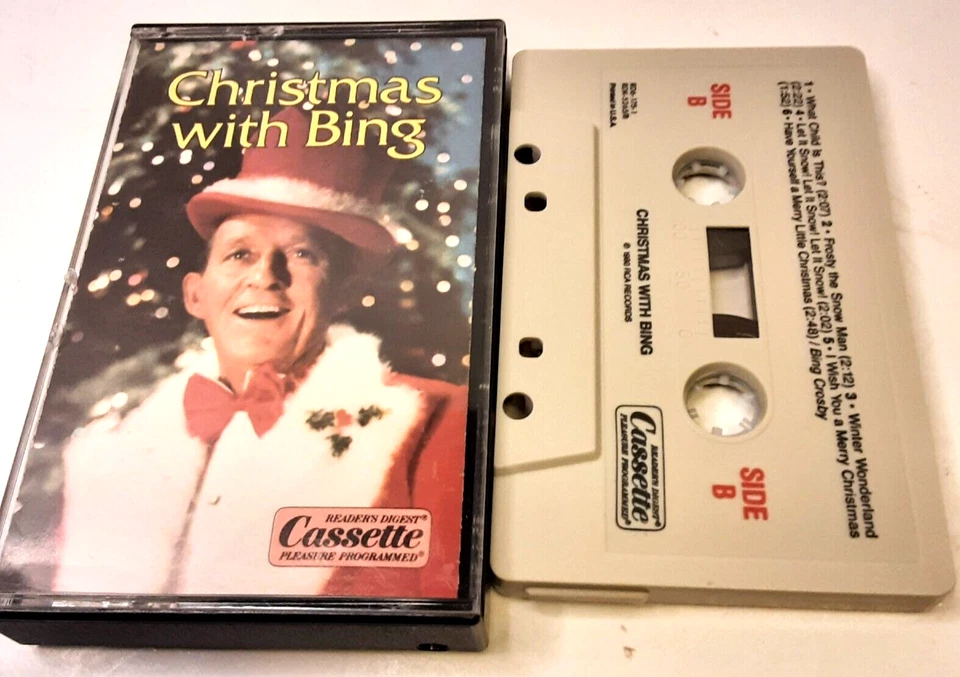 Christmas
with Bing
READER'S DIGEST®
Cassette
PLEASURE PROGRAMMED®
SIDE
B
1 • What Child Is This? (2:07) 2 • Frosty the Snow Man (2:12) 3 • Winter Wonderland
(2:22) 4 • Let It Snow! Let It Snow! Let It Snow! (2:02) 5 • I Wish You a Merry Christmas
(1:52) 6 • Have Yourself a Merry Little Christmas (2:48) / Bing Crosby
Printed in U.S.A.
CHRISTMAS WITH BING
© 1980 RCA RECORDS
READER'S DIGEST
Cassette
PLEASURE PROGRAMMED®
SIDE
B